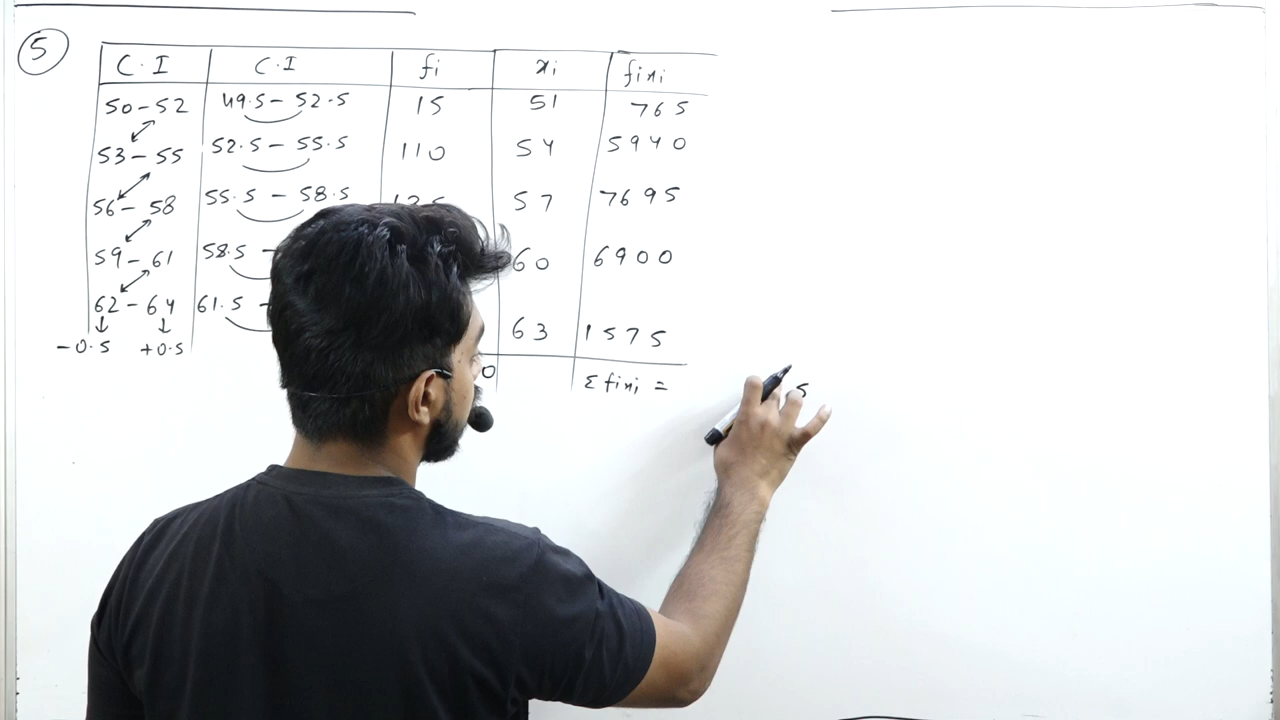 5
C.I C.I fi xi fixi
50-52 49.5-52.5 15 51 765
53-55 52.5-55.5 110 54 5940
56-58 55.5-58.5 57 7695
59-61 58.5- 60 6900
62-64 61.5- 63 1575
-0.5 +0.5
0 Σfixi = 5